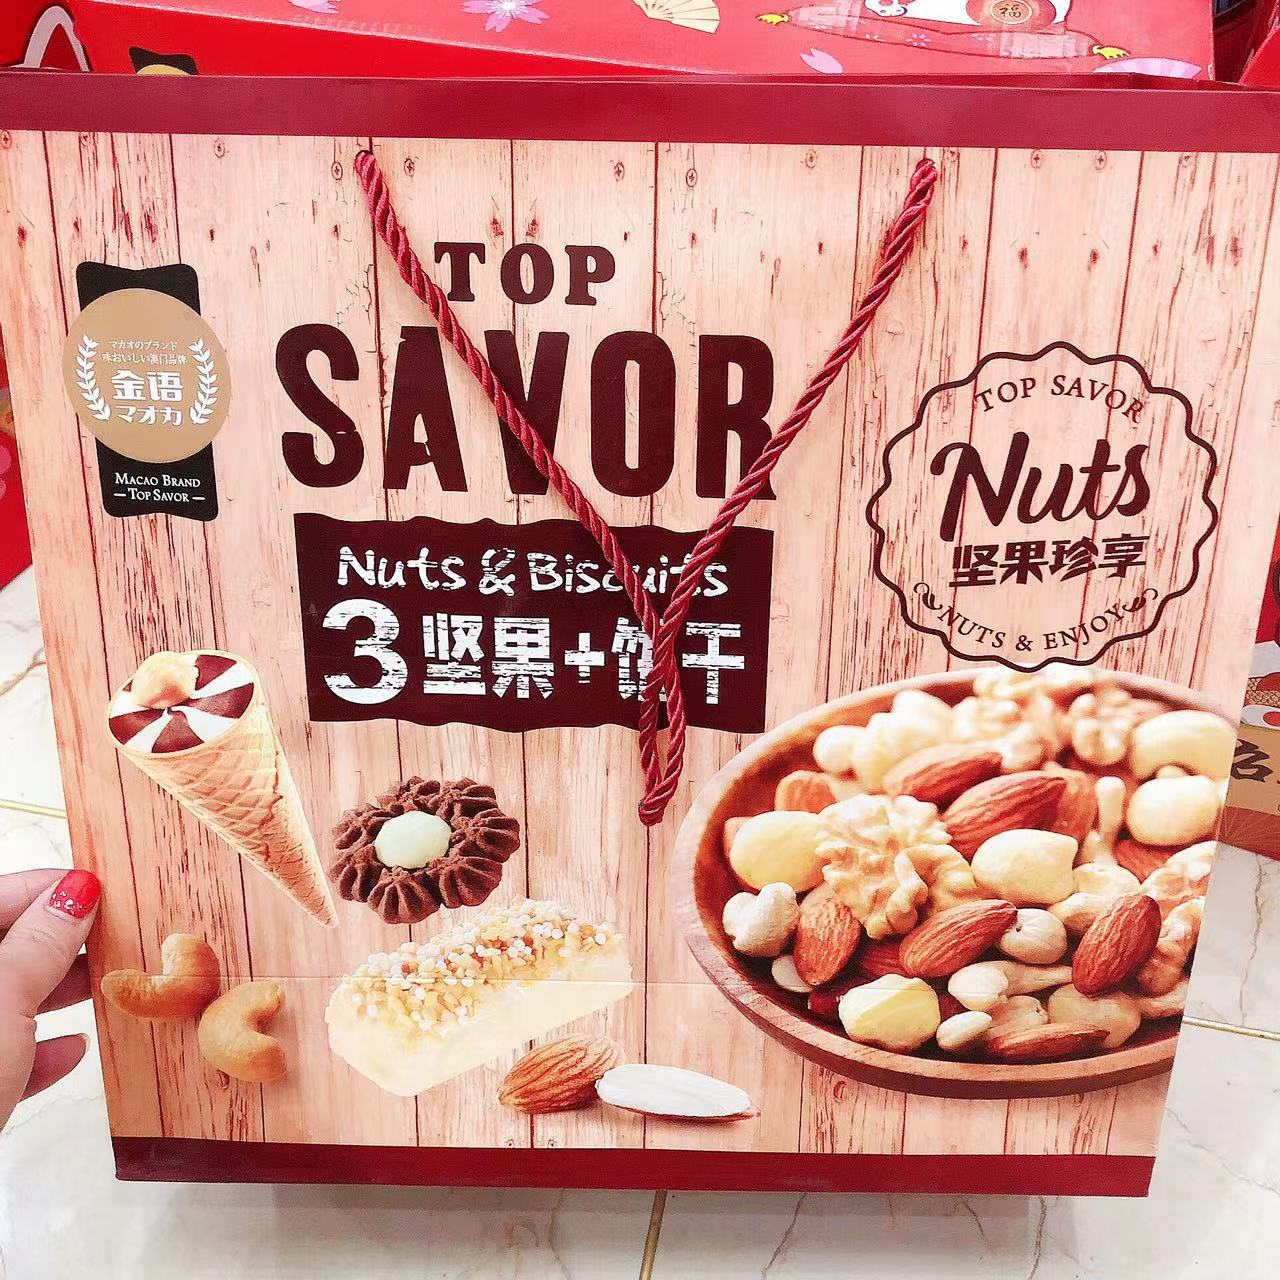 福
TOP
SAVOR
マカオのブランド
味おいしい澳门品牌
金语
マオカ
MACAO BRAND
TOP SAVOR
Nuts & Biscuits
3坚果+饼干
TOP SAVOR
Nuts
坚果珍享
NUTS & ENJOY
名